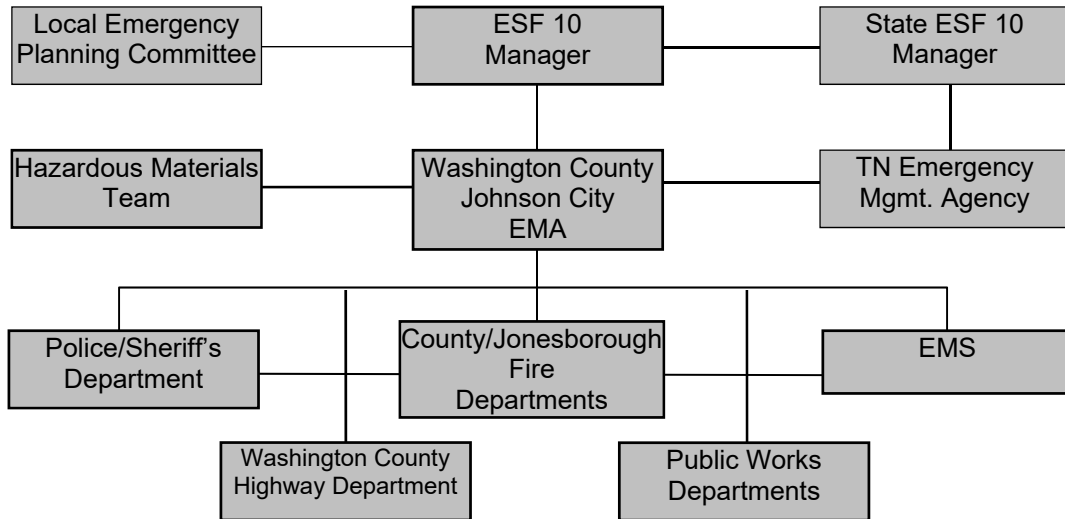 Local Emergency
Planning Committee
ESF 10
Manager
State ESF 10
Manager
Hazardous Materials
Team
Washington County
Johnson City
EMA
TN Emergency
Mgmt. Agency
Police/Sheriff’s
Department
County/Jonesborough
Fire
Departments
EMS
Washington County
Highway Department
Public Works
Departments